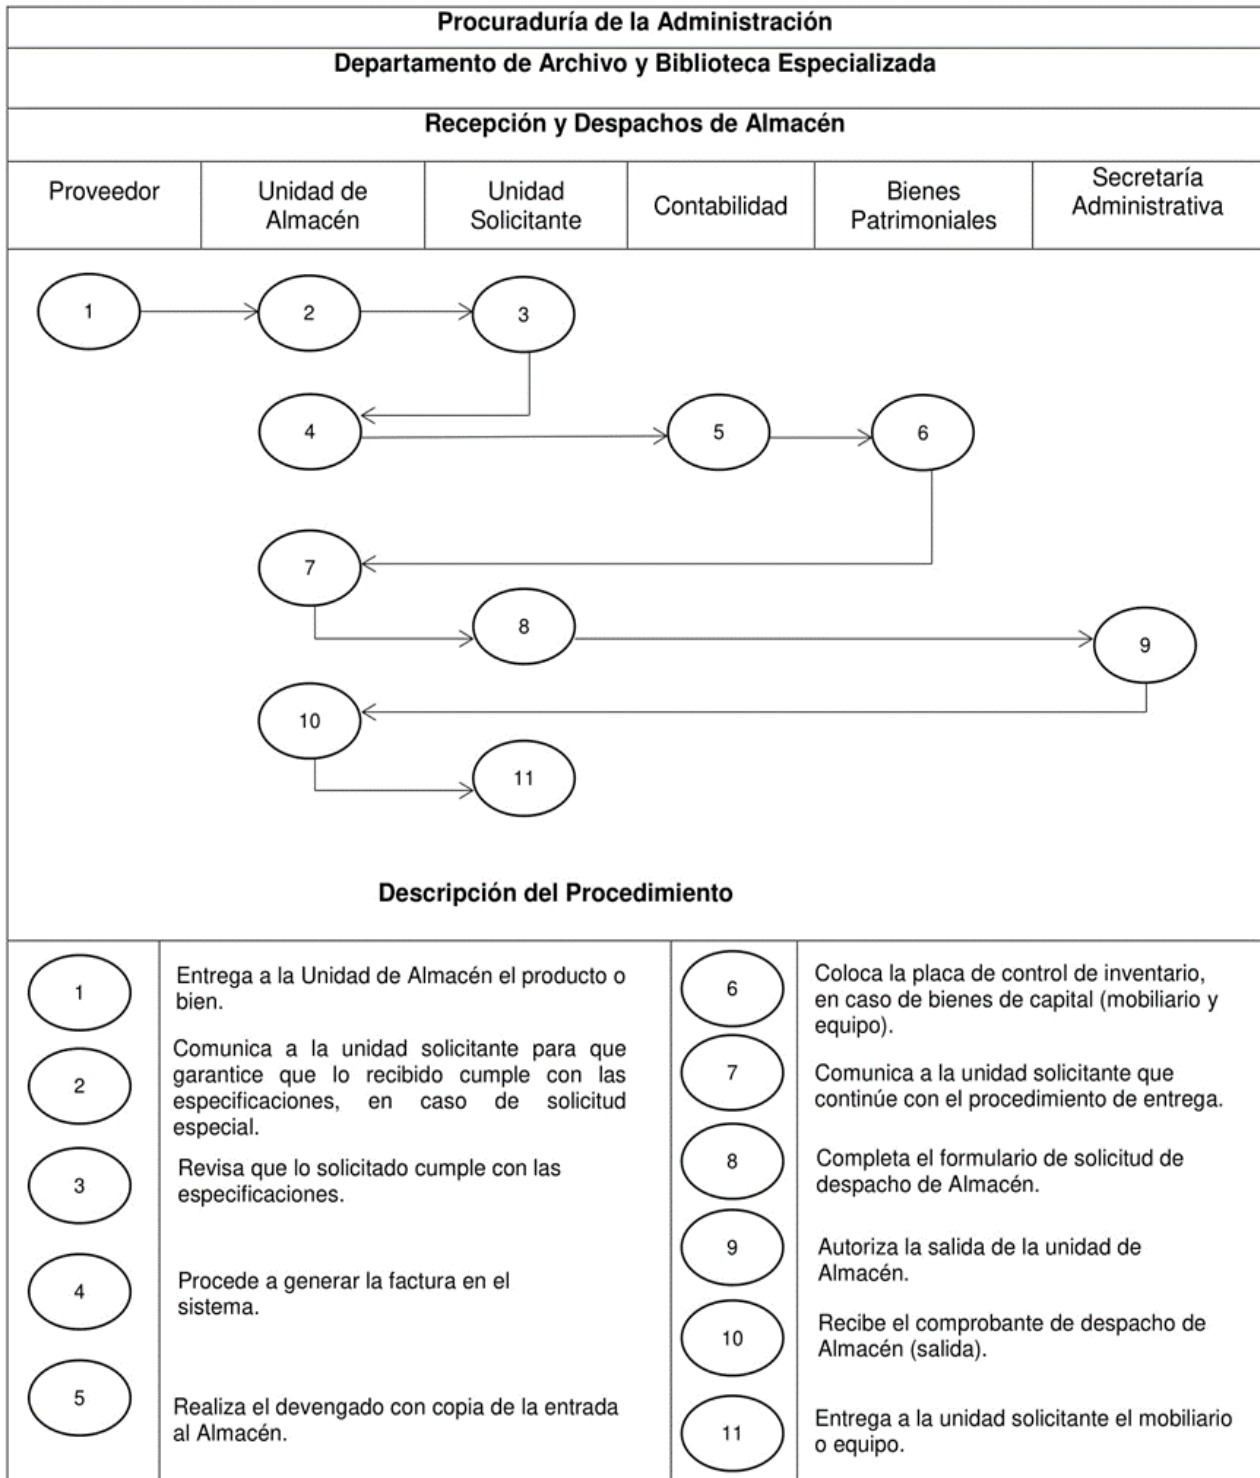 Procuraduría de la Administración
Departamento de Archivo y Biblioteca Especializada
Recepción y Despachos de Almacén
Proveedor
Unidad de
Almacén
Unidad
Solicitante
Contabilidad
Bienes
Patrimoniales
Secretaría
Administrativa
1
2
3
4
5
6
7
8
9
10
11
Descripción del Procedimiento
1
Entrega a la Unidad de Almacén el producto o
bien.
2
Comunica a la unidad solicitante para que
garantice que lo recibido cumple con las
especificaciones, en caso de solicitud
especial.
3
Revisa que lo solicitado cumple con las
especificaciones.
4
Procede a generar la factura en el
sistema.
5
Realiza el devengado con copia de la entrada
al Almacén.
6
Coloca la placa de control de inventario,
en caso de bienes de capital (mobiliario y
equipo).
7
Comunica a la unidad solicitante que
continúe con el procedimiento de entrega.
8
Completa el formulario de solicitud de
despacho de Almacén.
9
Autoriza la salida de la unidad de
Almacén.
10
Recibe el comprobante de despacho de
Almacén (salida).
11
Entrega a la unidad solicitante el mobiliario
o equipo.